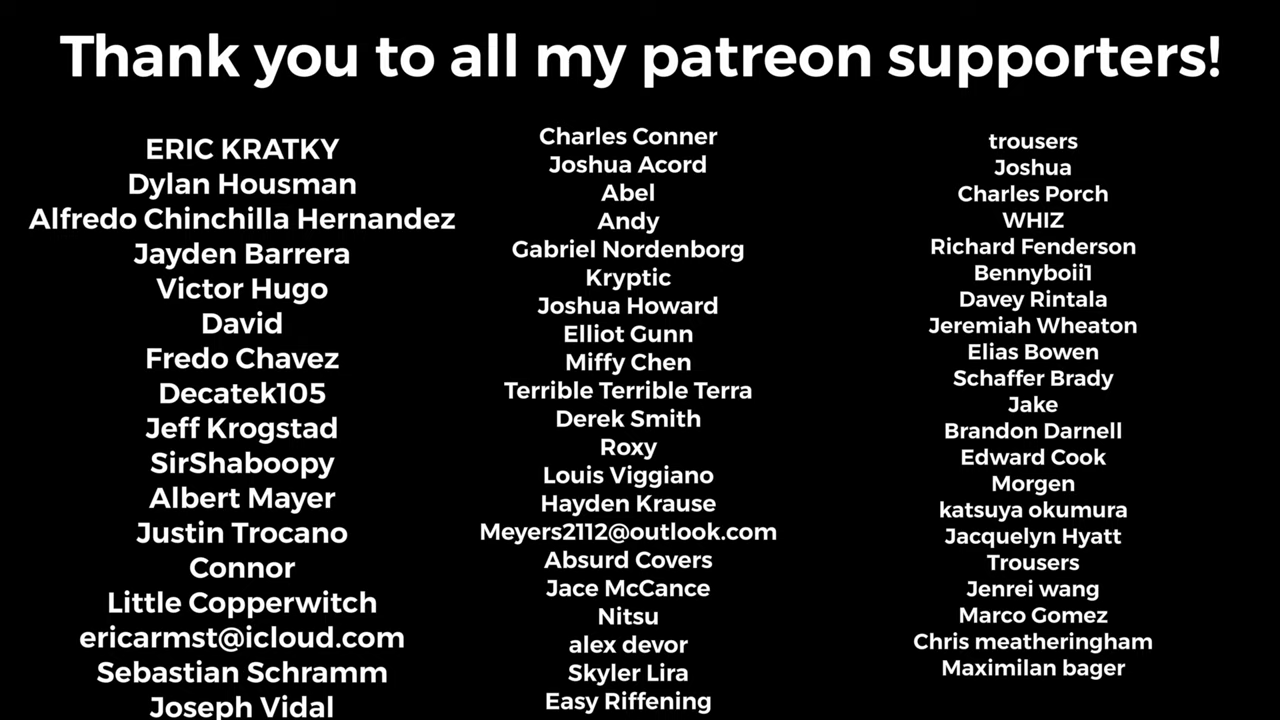 Thank you to all my patreon supporters!
ERIC KRATKY
Dylan Housman
Alfredo Chinchilla Hernandez
Jayden Barrera
Victor Hugo
David
Fredo Chavez
Decatek105
Jeff Krogstad
SirShaboopy
Albert Mayer
Justin Trocano
Connor
Little Copperwitch
ericarmst@icloud.com
Sebastian Schramm
Joseph Vidal
Charles Conner
Joshua Acord
Abel
Andy
Gabriel Nordenborg
Kryptic
Joshua Howard
Elliot Gunn
Miffy Chen
Terrible Terrible Terra
Derek Smith
Roxy
Louis Viggiano
Hayden Krause
Meyers2112@outlook.com
Absurd Covers
Jace McCance
Nitsu
alex devor
Skyler Lira
Easy Riffening
trousers
Joshua
Charles Porch
WHIZ
Richard Fenderson
Bennyboii1
Davey Rintala
Jeremiah Wheaton
Elias Bowen
Schaffer Brady
Jake
Brandon Darnell
Edward Cook
Morgen
katsuya okumura
Jacquelyn Hyatt
Trousers
Jenrei wang
Marco Gomez
Chris meatheringham
Maximilan bager